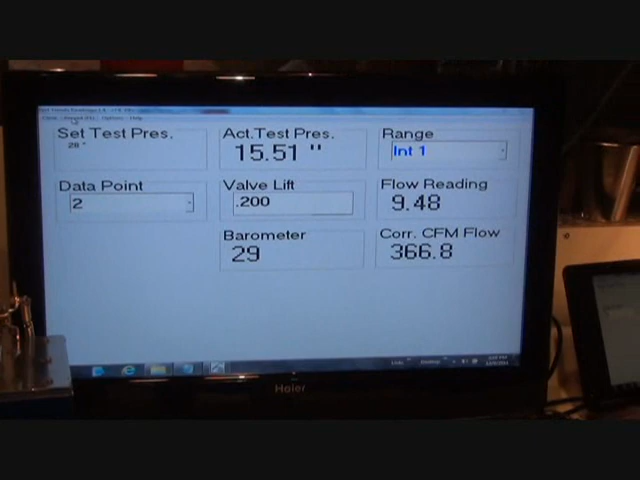 Set Test Pres.
28 "
Act.Test Pres.
15.51 "
Range
Int 1
Data Point
2
Valve Lift
.200
Flow Reading
9.48
Barometer
29
Corr. CFM Flow
366.8
Haier